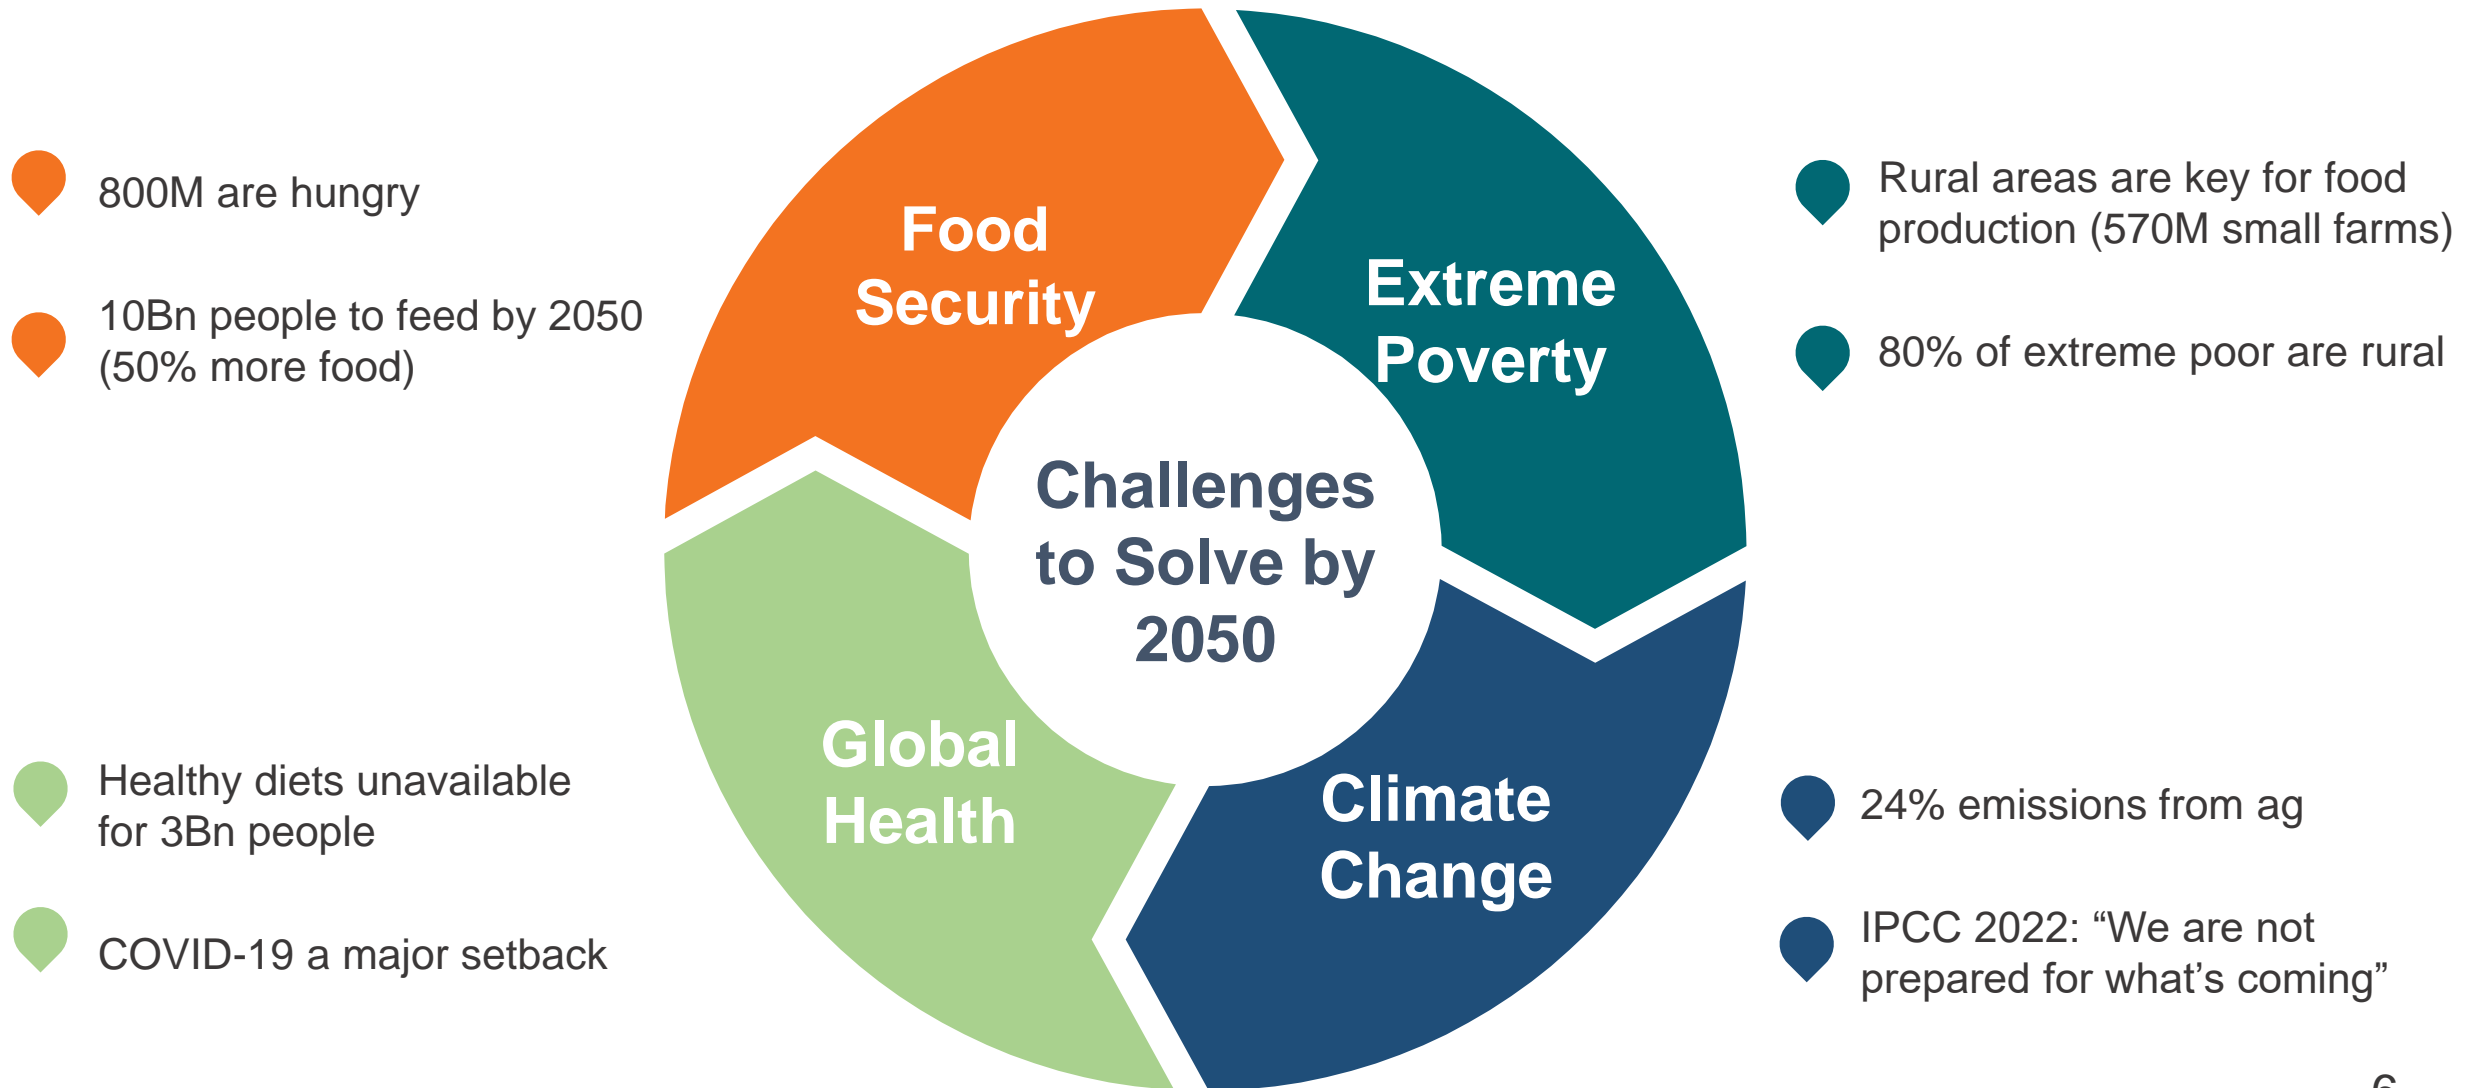 800M are hungry
10Bn people to feed by 2050
(50% more food)
Food
Security
Extreme
Poverty
Rural areas are key for food
production (570M small farms)
80% of extreme poor are rural
Challenges
to Solve by
2050
Healthy diets unavailable
for 3Bn people
COVID-19 a major setback
Global
Health
Climate
Change
24% emissions from ag
IPCC 2022: “We are not
prepared for what’s coming”
6